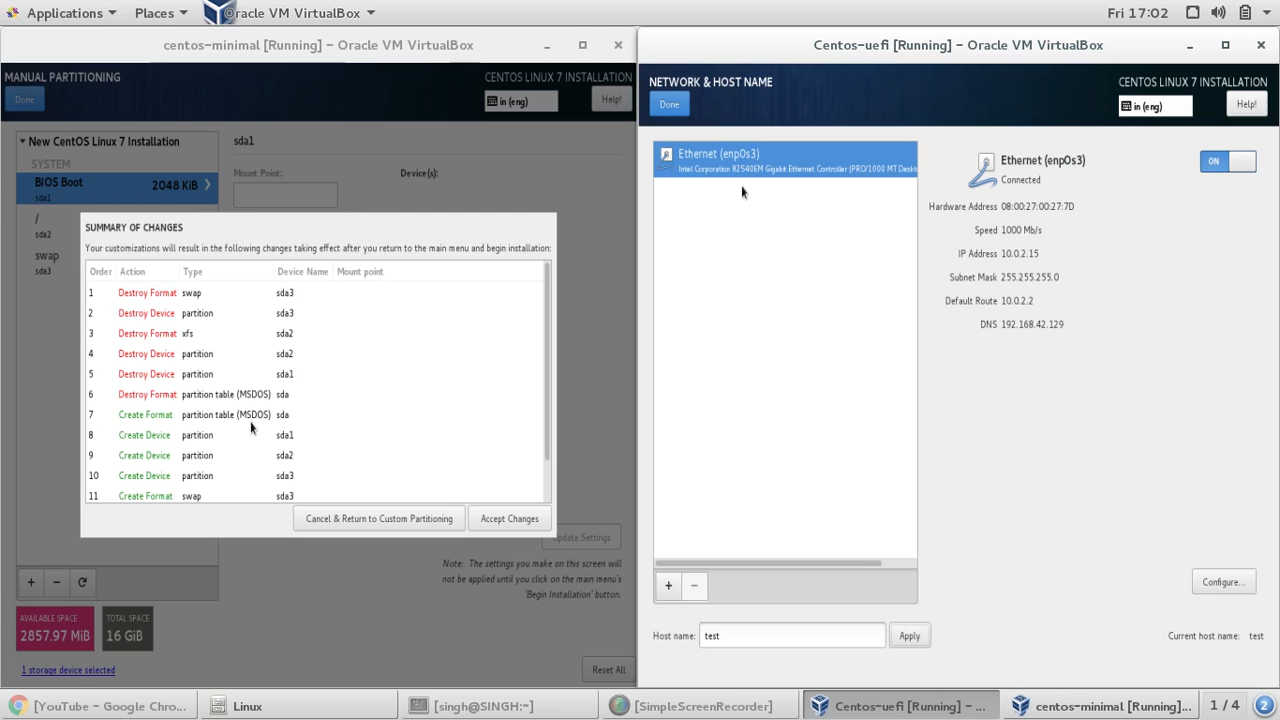 Applications
Places
Oracle VM VirtualBox
Fri 17:02
centos-minimal [Running] – Oracle VM VirtualBox
MANUAL PARTITIONING
CENTOS LINUX 7 INSTALLATION
Done
in (eng)
Help!
New CentOS Linux 7 Installation
SYSTEM
BIOS Boot
2048 KiB
sda1
/
sda2
swap
sda3
sda1
Mount Point:
Device(s):
SUMMARY OF CHANGES
Your customizations will result in the following changes taking effect after you return to the main menu and begin installation:
Order Action Type Device Name Mount point
1 Destroy Format swap sda3
2 Destroy Device partition sda3
3 Destroy Format xfs sda2
4 Destroy Device partition sda2
5 Destroy Device partition sda1
6 Destroy Format partition table (MSDOS) sda
7 Create Format partition table (MSDOS) sda
8 Create Device partition sda1
9 Create Device partition sda2
10 Create Device partition sda3
11 Create Format swap sda3
Cancel & Return to Custom Partitioning
Accept Changes
Update Settings
Note: The settings you make on this screen will
not be applied until you click on the main menu's
'Begin Installation' button.
+ − 
AVAILABLE SPACE
2857.97 MiB
TOTAL SPACE
16 GiB
1 storage device selected
Reset All
Centos-uefi [Running] – Oracle VM VirtualBox
NETWORK & HOST NAME
CENTOS LINUX 7 INSTALLATION
Done
in (eng)
Help!
Ethernet (enp0s3)
Intel Corporation 82540EM Gigabit Ethernet Controller (PRO/1000 MT Deskt
Ethernet (enp0s3)
Connected
ON
Hardware Address 08:00:27:00:27:7D
Speed 1000 Mb/s
IP Address 10.0.2.15
Subnet Mask 255.255.255.0
Default Route 10.0.2.2
DNS 192.168.42.129
+ −
Configure...
Host name: test
Apply
Current host name: test
[YouTube – Google Chro...
Linux
[singh@SINGH:~]
[SimpleScreenRecorder]
Centos-uefi [Running] – ...
centos-minimal [Running]...
1 / 4
2